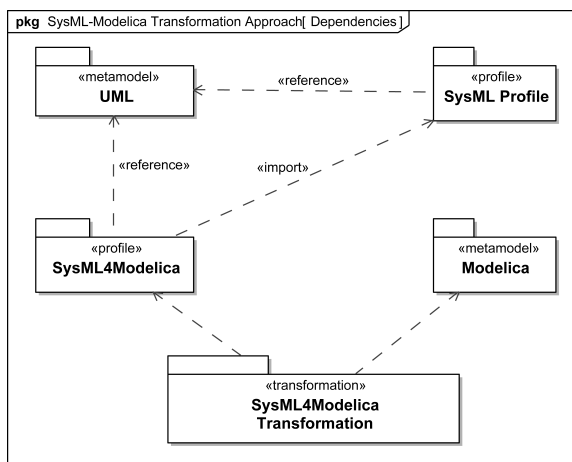 pkg SysML-Modelica Transformation Approach[ Dependencies ]
«metamodel»
UML
«reference»
«profile»
SysML Profile
«reference»
«import»
«profile»
SysML4Modelica
«metamodel»
Modelica
«transformation»
SysML4Modelica
Transformation